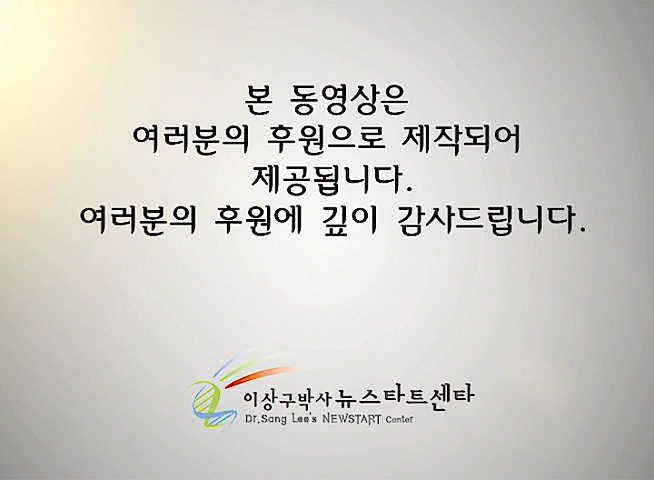 본 동영상은
여러분의 후원으로 제작되어
제공됩니다.
여러분의 후원에 깊이 감사드립니다.
이상구박사 뉴스타트센타
Dr.Sang Lee's NEWSTART Center